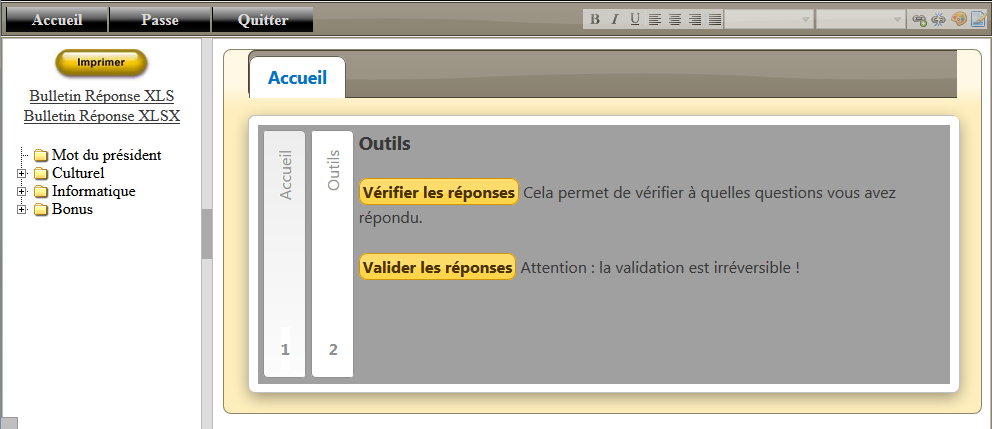 Accueil Passe Quitter
B I U
Imprimer
Bulletin Réponse XLS
Bulletin Réponse XLSX
Mot du président
Culturel
Informatique
Bonus
Accueil
Accueil
1
Outils
2
Outils
Vérifier les réponses Cela permet de vérifier à quelles questions vous avez
répondu.
Valider les réponses Attention : la validation est irréversible !